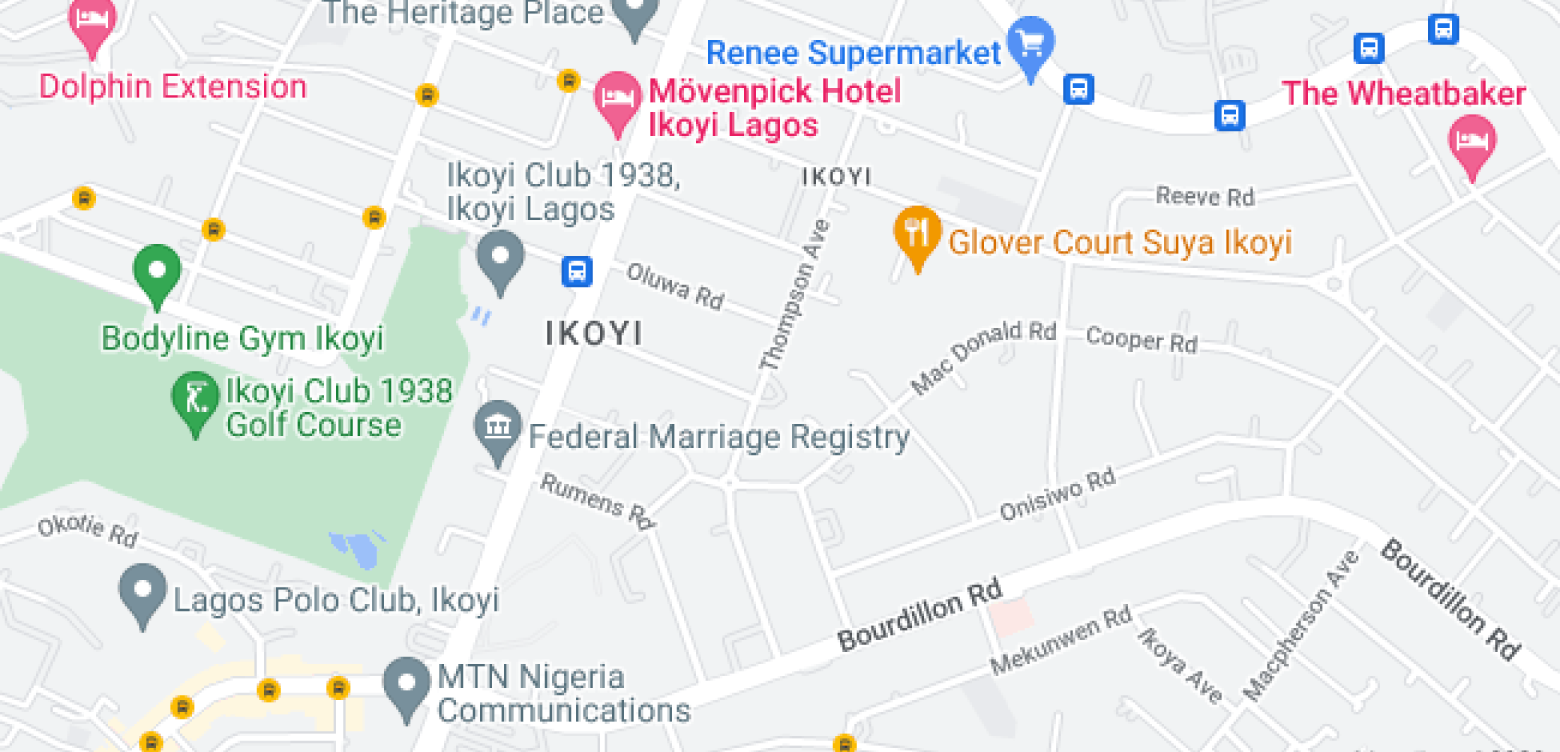 The Heritage Place
Renee Supermarket
Dolphin Extension
Mövenpick Hotel
Ikoyi Lagos
The Wheatbaker
Ikoyi Club 1938,
Ikoyi Lagos
IKOYI
Reeve Rd
Glover Court Suya Ikoyi
Oluwa Rd
Thompson Ave
IKOYI
Bodyline Gym Ikoyi
Mac Donald Rd
Cooper Rd
Ikoyi Club 1938
Golf Course
Federal Marriage Registry
Rumens Rd
Onisiwo Rd
Okotie Rd
Lagos Polo Club, Ikoyi
Bourdillon Rd
Bourdillon Rd
Macpherson Ave
Mekunwen Rd
Ikoya Ave
MTN Nigeria
Communications